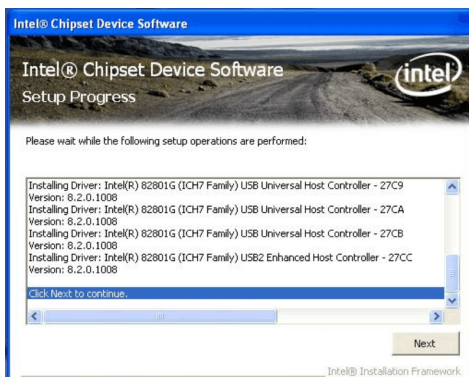 Intel® Chipset Device Software
Intel® Chipset Device Software
intel
Setup Progress
Please wait while the following setup operations are performed:
Installing Driver: Intel(R) 82801G (ICH7 Family) USB Universal Host Controller - 27C9
Version: 8.2.0.1008
Installing Driver: Intel(R) 82801G (ICH7 Family) USB Universal Host Controller - 27CA
Version: 8.2.0.1008
Installing Driver: Intel(R) 82801G (ICH7 Family) USB Universal Host Controller - 27CB
Version: 8.2.0.1008
Installing Driver: Intel(R) 82801G (ICH7 Family) USB2 Enhanced Host Controller - 27CC
Version: 8.2.0.1008
Click Next to continue.
Next
Intel® Installation Framework